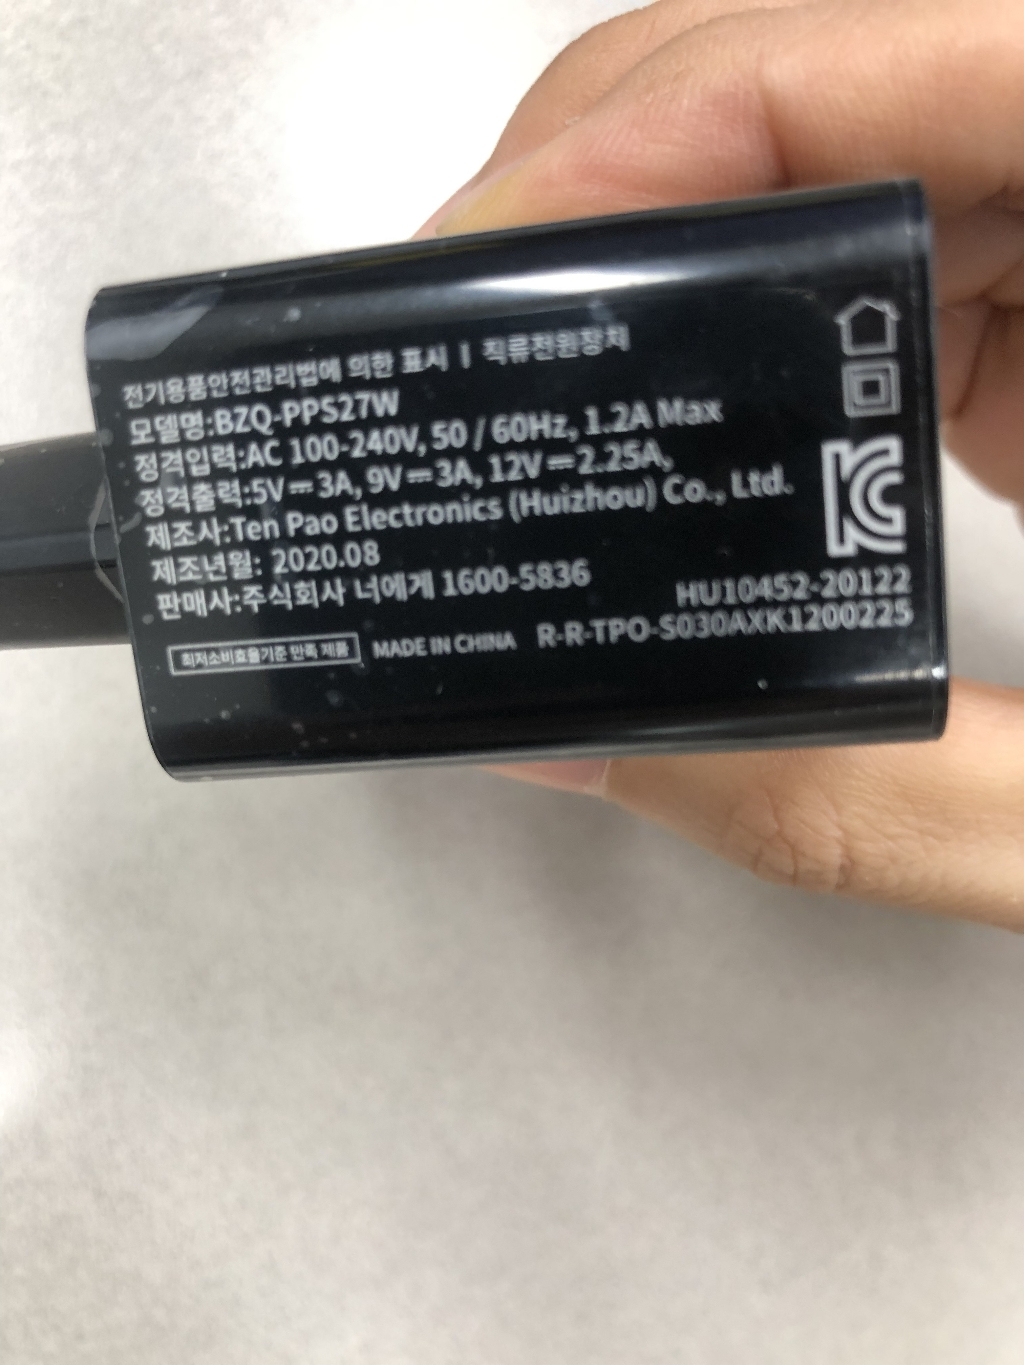 전기용품안전관리법에 의한 표시 | 직류전원장치
모델명:BZQ-PPS27W
정격입력:AC 100-240V, 50 / 60Hz, 1.2A Max
정격출력:5V⎓3A, 9V⎓3A, 12V⎓2.25A,
제조사:Ten Pao Electronics (Huizhou) Co., Ltd.
제조년월: 2020.08
판매사:주식회사 너에게 1600-5836
HU10452-20122
R-R-TPO-S030AXK1200225
최저소비효율기준 만족 제품 MADE IN CHINA